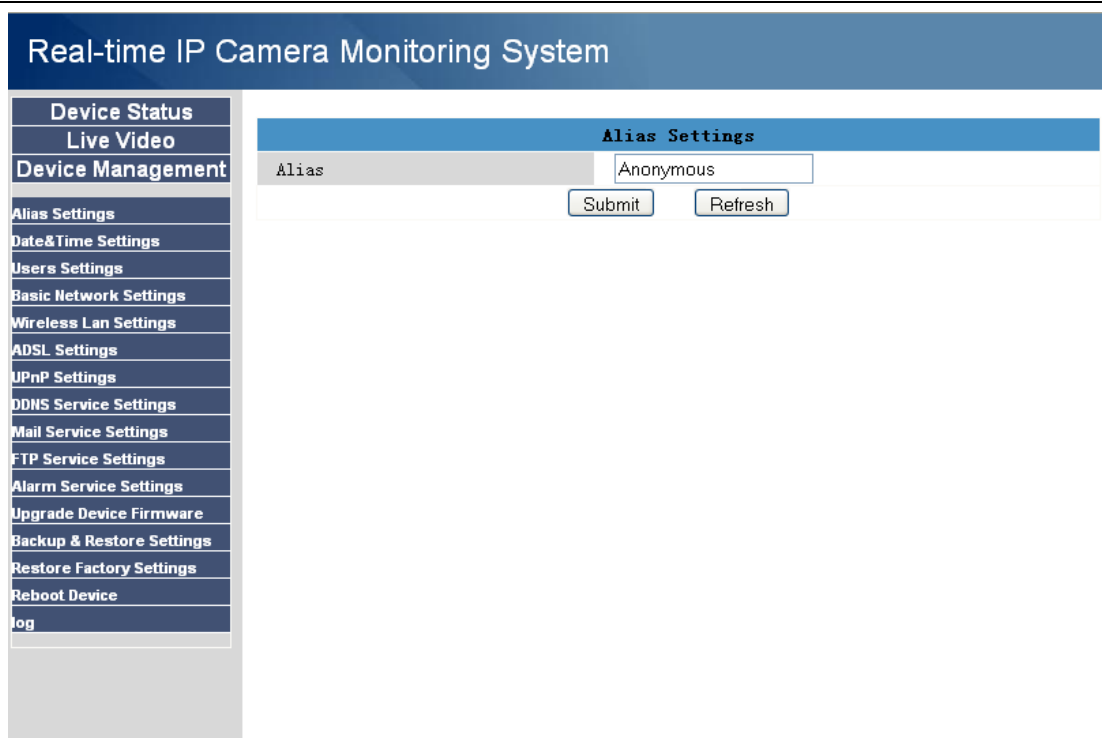 Real-time IP Camera Monitoring System
Device Status
Live Video
Device Management
Alias Settings
Date&Time Settings
Users Settings
Basic Network Settings
Wireless Lan Settings
ADSL Settings
UPnP Settings
DDNS Service Settings
Mail Service Settings
FTP Service Settings
Alarm Service Settings
Upgrade Device Firmware
Backup & Restore Settings
Restore Factory Settings
Reboot Device
log
Alias Settings
Alias Anonymous
Submit Refresh